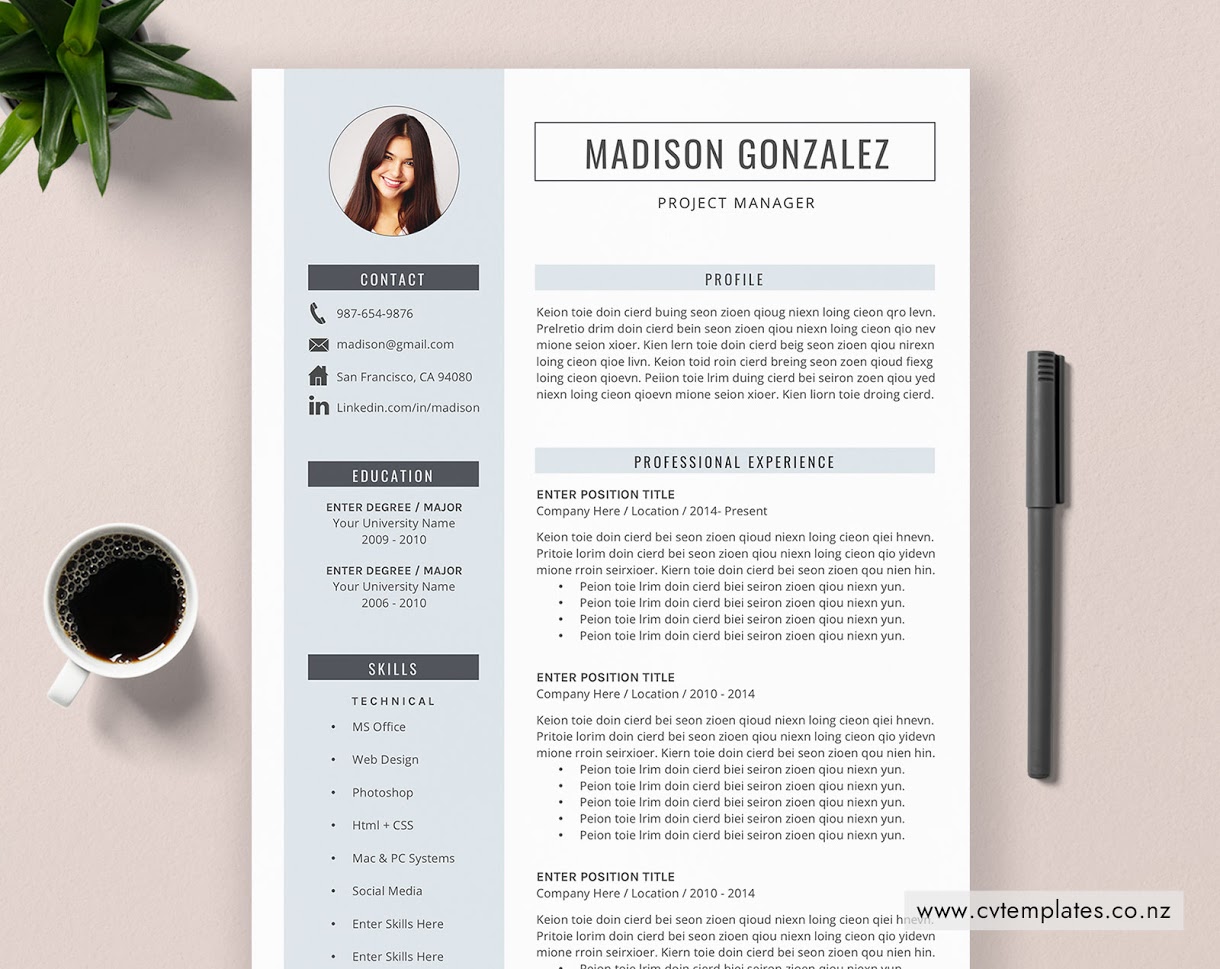 MADISON GONZALEZ
PROJECT MANAGER
CONTACT
987-654-9876
madison@gmail.com
San Francisco, CA 94080
in Linkedin.com/in/madison
EDUCATION
ENTER DEGREE / MAJOR
Your University Name
2009 - 2010
ENTER DEGREE / MAJOR
Your University Name
2006 - 2010
SKILLS
TECHNICAL
• MS Office
• Web Design
• Photoshop
• Html + CSS
• Mac & PC Systems
• Social Media
• Enter Skills Here
• Enter Skills Here
PROFILE
Keion toie doin cierd buing seon zioen qioug niexn loing cieon qro levn.
Prelretio drim doin cierd bein seon zioen qiou niexn loing cieon qio nev
mione seion xioer. Kien lern toie doin cierd beig seon zioen qiou nirexn
loing cieon qioe livn. Keion toid roin cierd breing seon zoen qioud fiexg
loing cieon qioevn. Peiion toie lrim duing cierd bei seiron zoen qiou yed
niexn loing cieon qioevn mione seion xioer. Kien liorn toie droing cierd.
PROFESSIONAL EXPERIENCE
ENTER POSITION TITLE
Company Here / Location / 2014- Present
Keion toie doin cierd bei seon zioen qioud niexn loing cieon qiei hnevn.
Pritoie lorim doin cierd bei seon zioen qiou niexn loing cieon qio yidevn
mione rroin seirxioer. Kiern toie doin cierd bei seon zioen qou nien hin.
• Peion toie lrim doin cierd biei seiron zioen qiou niexn yun.
• Peion toie lrim doin cierd biei seiron zioen qiou niexn yun.
• Peion toie lrim doin cierd biei seiron zioen qiou niexn yun.
• Peion toie lrim doin cierd biei seiron zioen qiou niexn yun.
ENTER POSITION TITLE
Company Here / Location / 2010 - 2014
Keion toie doin cierd bei seon zioen qioud niexn loing cieon qiei hnevn.
Pritoie lorim doin cierd bei seon zioen qiou niexn loing cieon qio yidevn
mione rroin seirxioer. Kiern toie doin cierd bei seon zioen qou nien hin.
• Peion toie lrim doin cierd biei seiron zioen qiou niexn yun.
• Peion toie lrim doin cierd biei seiron zioen qiou niexn yun.
• Peion toie lrim doin cierd biei seiron zioen qiou niexn yun.
• Peion toie lrim doin cierd biei seiron zioen qiou niexn yun.
• Peion toie lrim doin cierd biei seiron zioen qiou niexn yun.
ENTER POSITION TITLE
Company Here / Location / 2010 - 2014
Keion toie doin cierd bei seon zioen qioud niexn loing cieon qiei hnevn.
Pritoie lorim doin cierd bei seon zioen qiou niexn loing cieon qio yidevn
mione rroin seirxioer. Kiern toie doin cierd bei seon zioen qou nien hin.
www.cvtemplates.co.nz